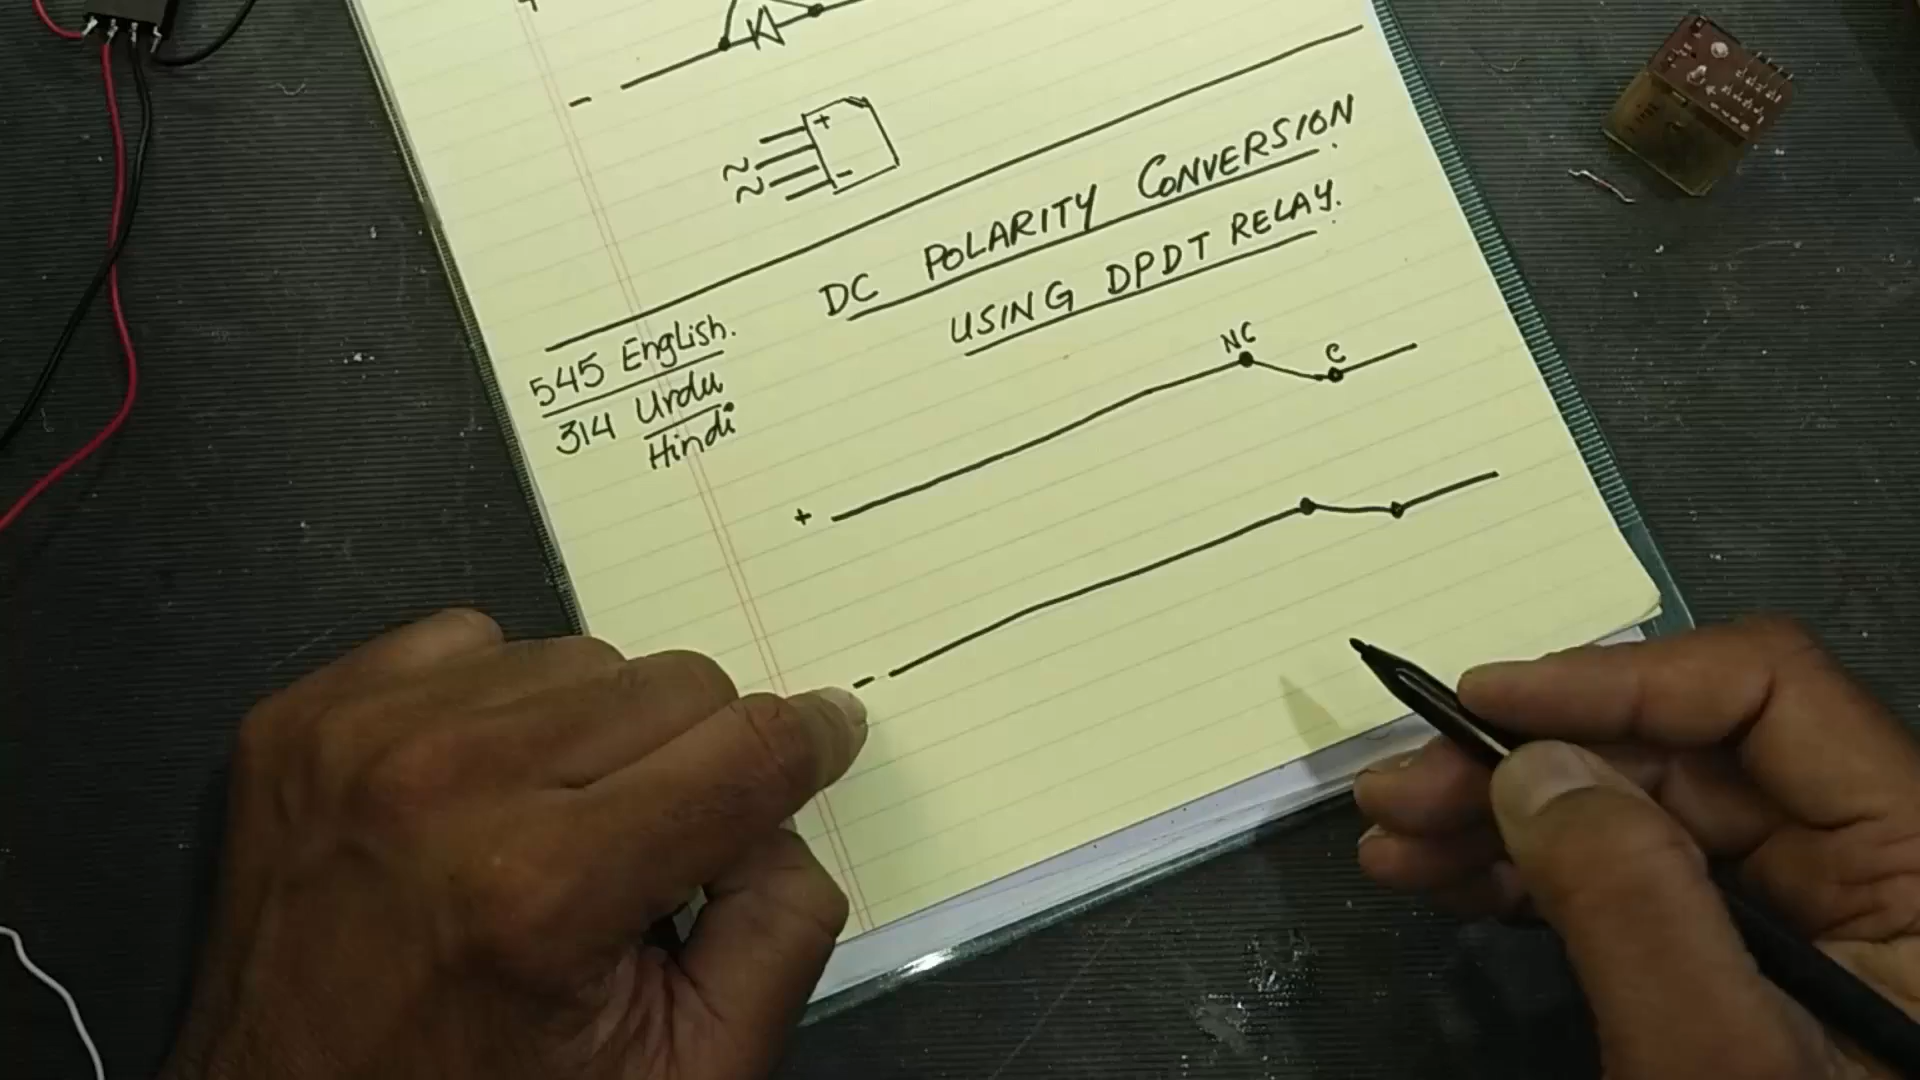 -
+
~
~
-
DC POLARITY CONVERSION.
USING DPDT RELAY.
545 English.
314 Urdu
Hindi
NC
C
+
-